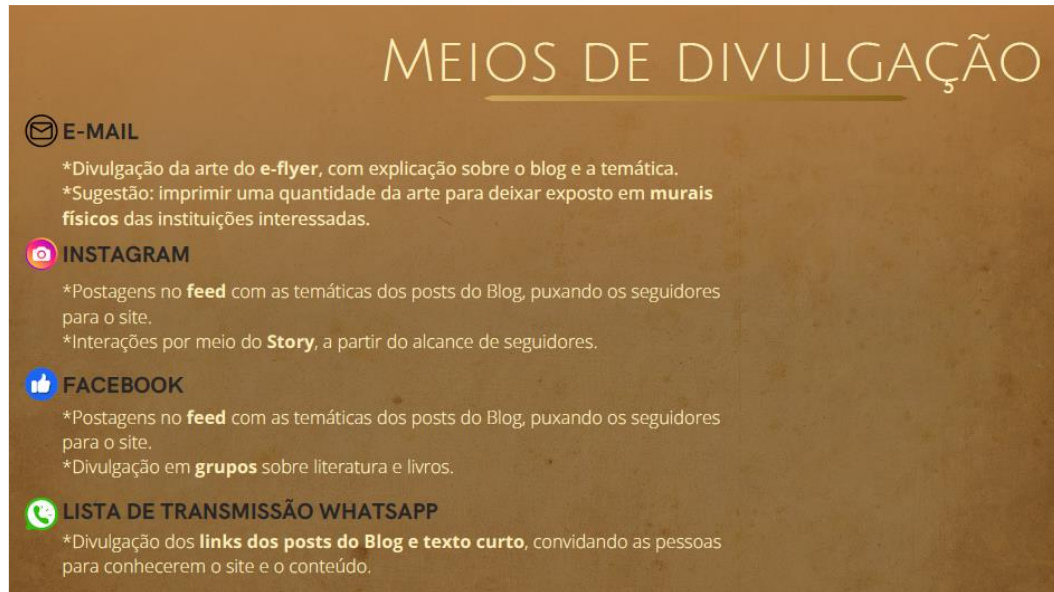 MEIOS DE DIVULGAÇÃO
E-MAIL
*Divulgação da arte do e-flyer, com explicação sobre o blog e a temática.
*Sugestão: imprimir uma quantidade da arte para deixar exposto em murais
físicos das instituições interessadas.
INSTAGRAM
*Postagens no feed com as temáticas dos posts do Blog, puxando os seguidores
para o site.
*Interações por meio do Story, a partir do alcance de seguidores.
FACEBOOK
*Postagens no feed com as temáticas dos posts do Blog, puxando os seguidores
para o site.
*Divulgação em grupos sobre literatura e livros.
LISTA DE TRANSMISSÃO WHATSAPP
*Divulgação dos links dos posts do Blog e texto curto, convidando as pessoas
para conhecerem o site e o conteúdo.